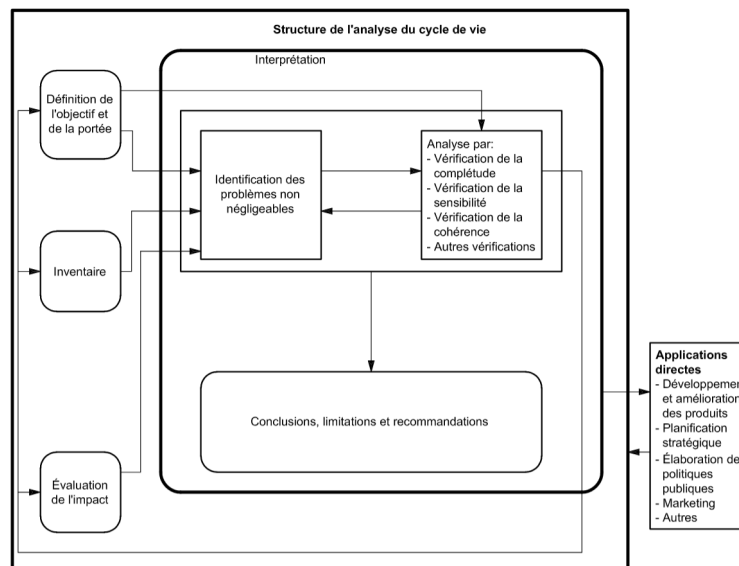 Structure de l'analyse du cycle de vie
Interprétation
Définition de
l'objectif et
de la portée
Identification des
problèmes non
négligeables
Analyse par:
- Vérification de la
complétude
- Vérification de la
sensibilité
- Vérification de la
cohérence
- Autres vérifications
Inventaire
Conclusions, limitations et recommandations
Évaluation
de l'impact
Applications
directes
- Développemen
et amélioration
des produits
- Planification
stratégique
- Élaboration de
politiques
publiques
- Marketing
- Autres